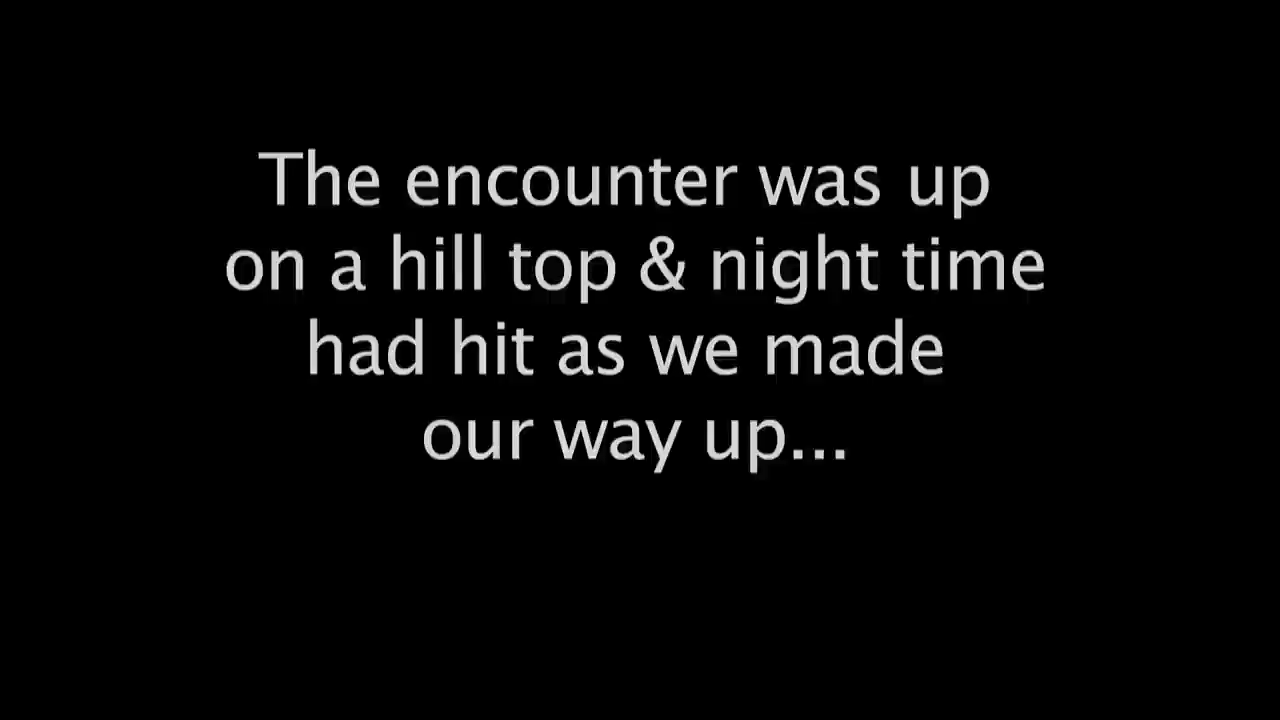 The encounter was up
on a hill top & night time
had hit as we made
our way up...